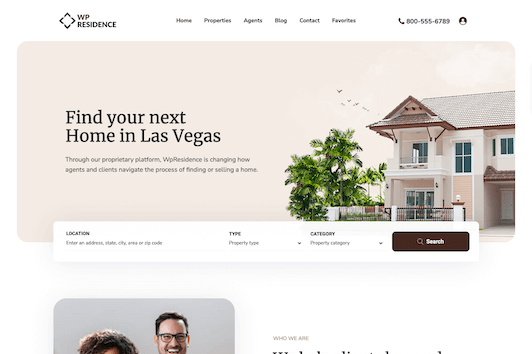 WP
RESIDENCE
Home Properties Agents Blog Contact Favorites
800-555-6789
Find your next
Home in Las Vegas
Through our proprietary platform, WpResidence is changing how
agents and clients navigate the process of finding or selling a home.
LOCATION TYPE CATEGORY
Enter an address, state, city, area or zip code Property type Property category Search
WHO WE ARE